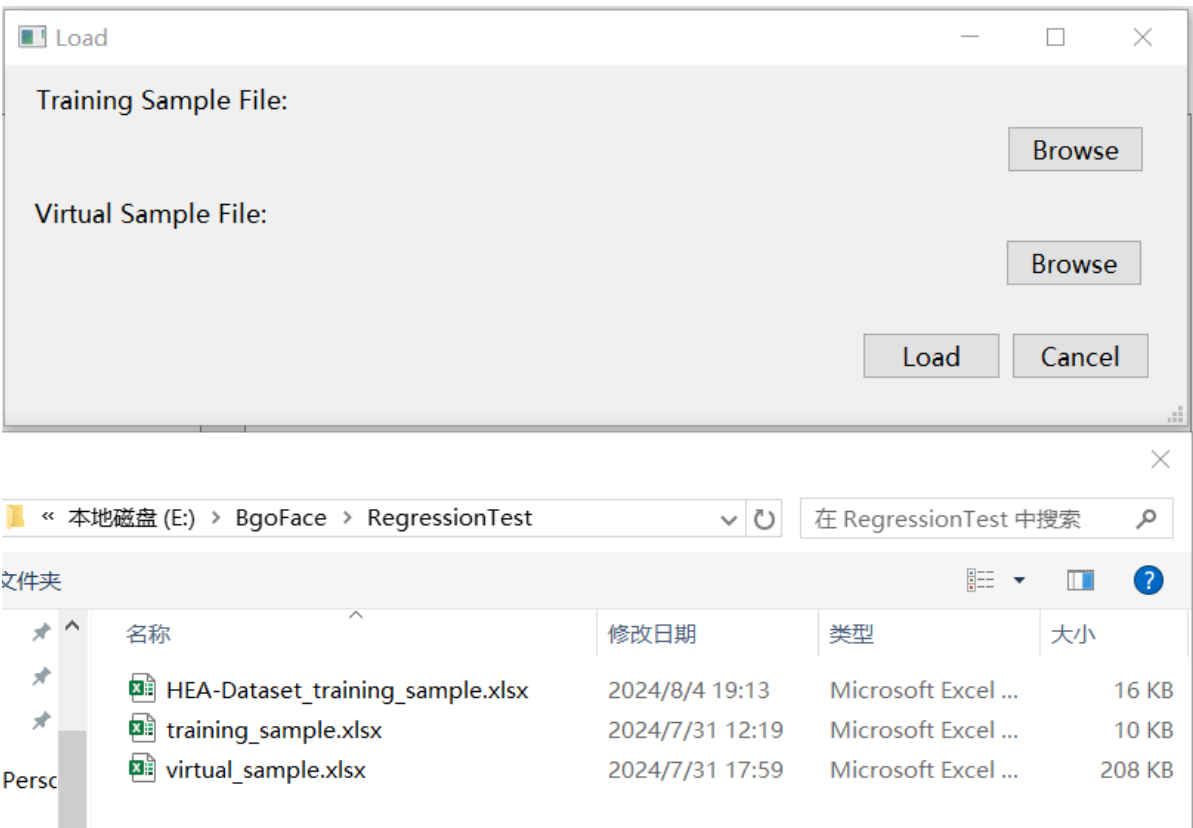 Load
Training Sample File:
Browse
Virtual Sample File:
Browse
Load Cancel
« 本地磁盘 (E:) > BgoFace > RegressionTest 在 RegressionTest 中搜索
文件夹
名称 修改日期 类型 大小
HEA-Dataset_training_sample.xlsx 2024/8/4 19:13 Microsoft Excel ... 16 KB
training_sample.xlsx 2024/7/31 12:19 Microsoft Excel ... 10 KB
virtual_sample.xlsx 2024/7/31 17:59 Microsoft Excel ... 208 KB
Perso